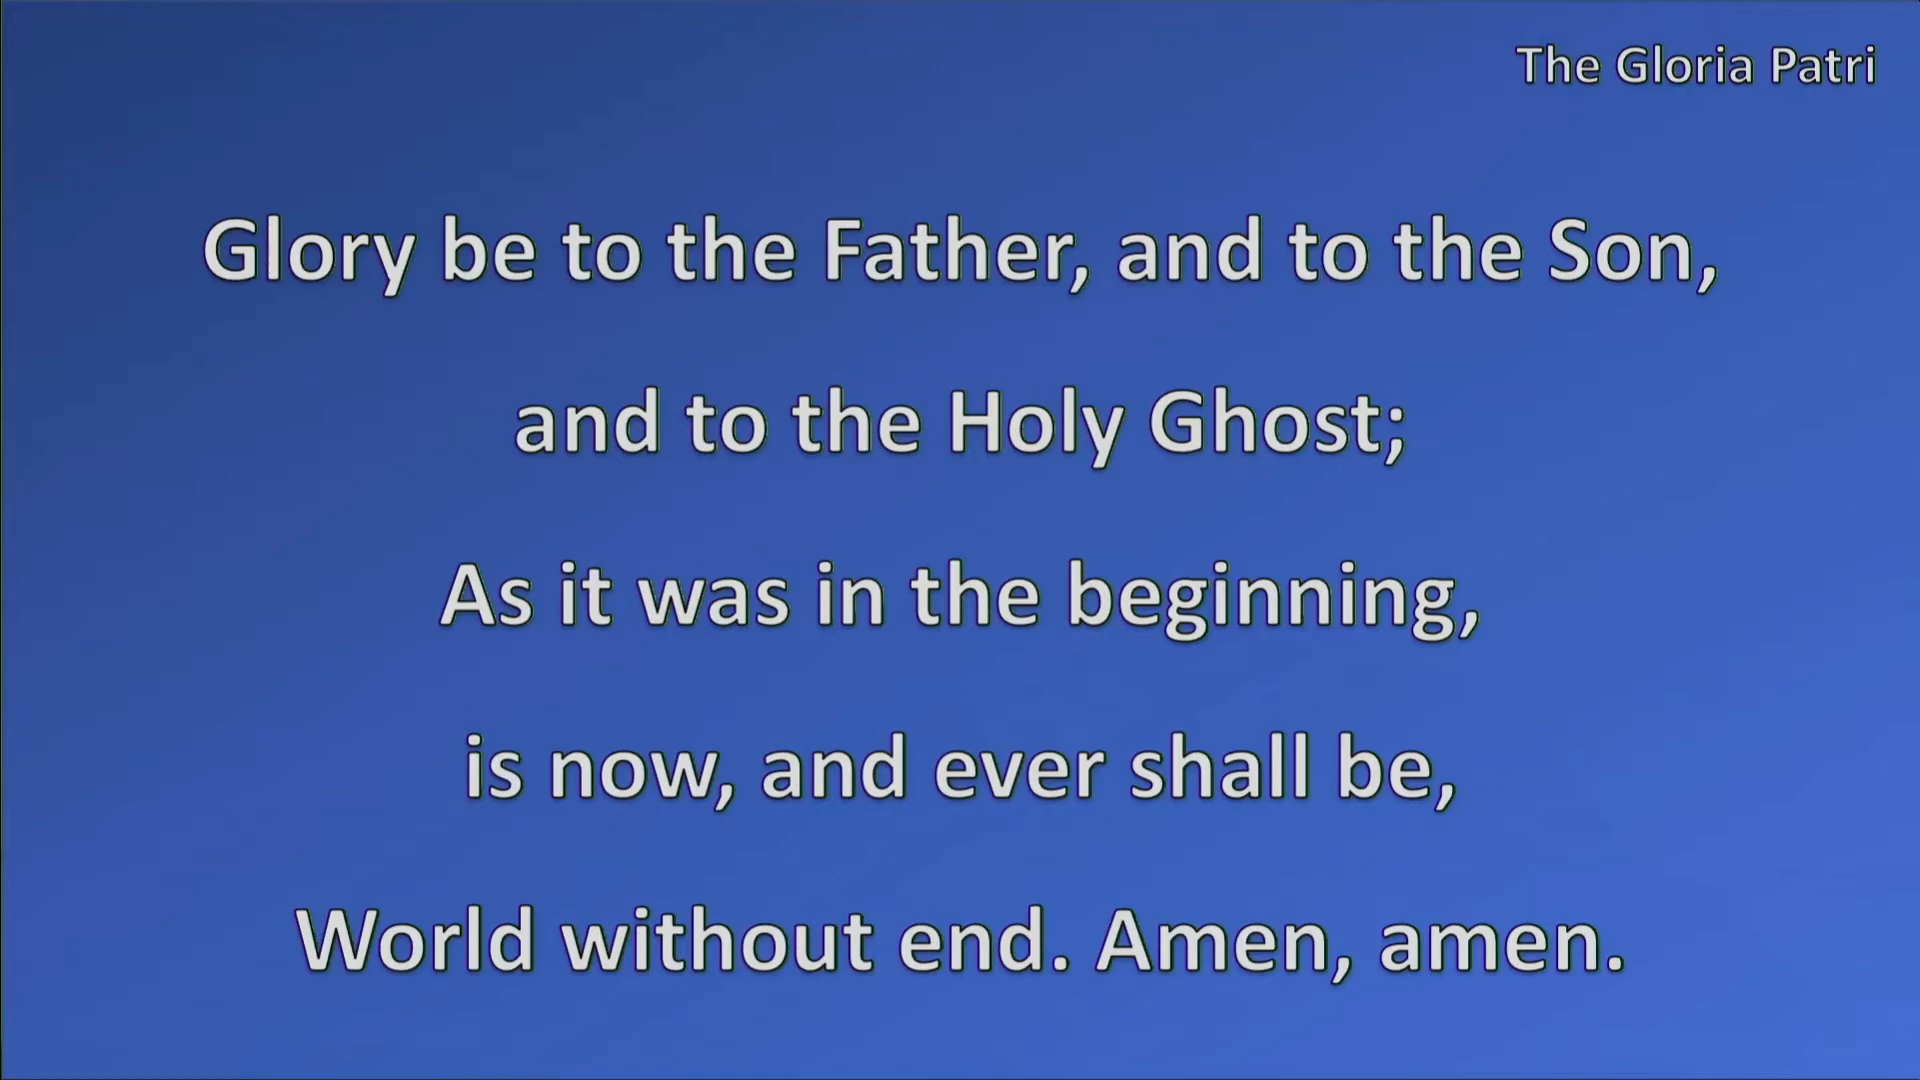 The Gloria Patri
Glory be to the Father, and to the Son,
and to the Holy Ghost;
As it was in the beginning,
is now, and ever shall be,
World without end. Amen, amen.